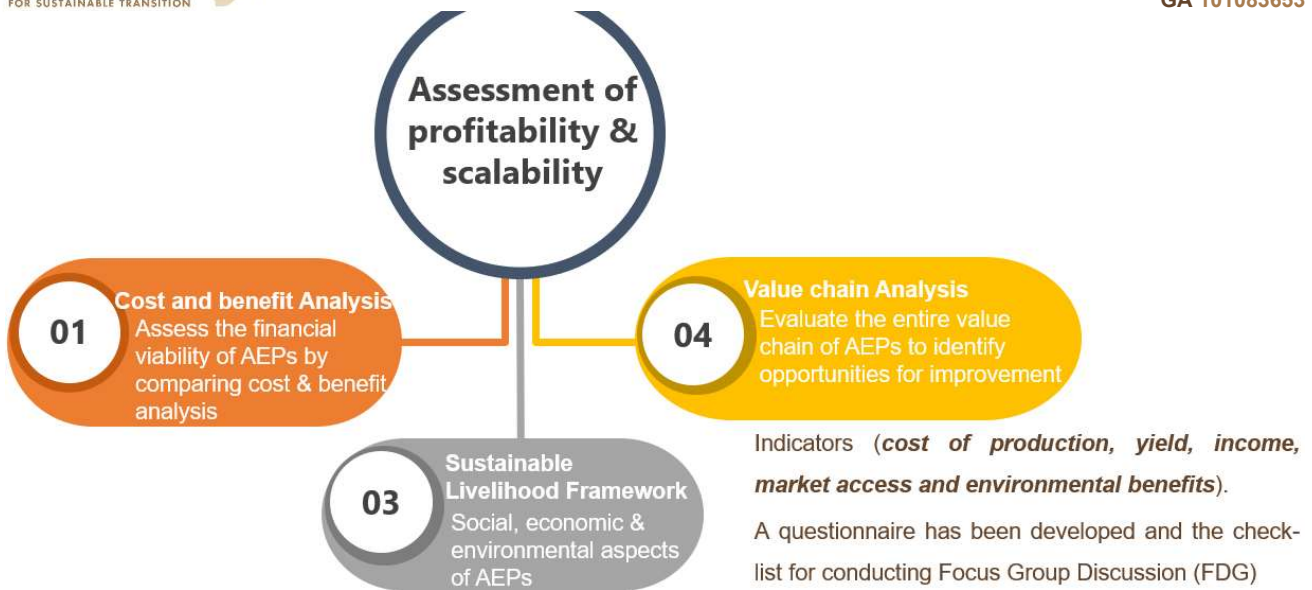 FOR SUSTAINABLE TRANSITION
GA 101083653
Assessment of
profitability &
scalability
01
Cost and benefit Analysis
Assess the financial
viability of AEPs by
comparing cost & benefit
analysis
04
Value chain Analysis
Evaluate the entire value
chain of AEPs to identify
opportunities for improvement
03
Sustainable
Livelihood Framework
Social, economic &
environmental aspects
of AEPs
Indicators (cost of production, yield, income,
market access and environmental benefits).
A questionnaire has been developed and the check-
list for conducting Focus Group Discussion (FDG)